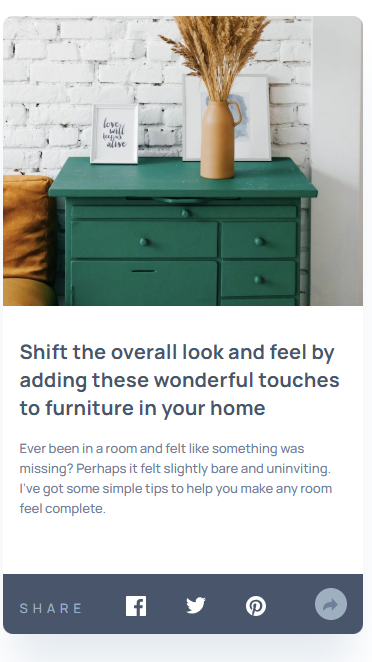 love
will
keep us
alive
Shift the overall look and feel by
adding these wonderful touches
to furniture in your home
Ever been in a room and felt like something was
missing? Perhaps it felt slightly bare and uninviting.
I've got some simple tips to help you make any room
feel complete.
SHARE